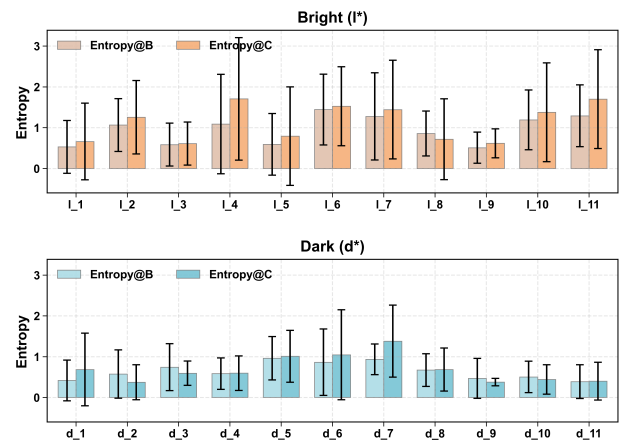 Bright (l*)
Entropy@B Entropy@C
Entropy
3
2
1
0
l_1 l_2 l_3 l_4 l_5 l_6 l_7 l_8 l_9 l_10 l_11
Dark (d*)
Entropy@B Entropy@C
Entropy
3
2
1
0
d_1 d_2 d_3 d_4 d_5 d_6 d_7 d_8 d_9 d_10 d_11